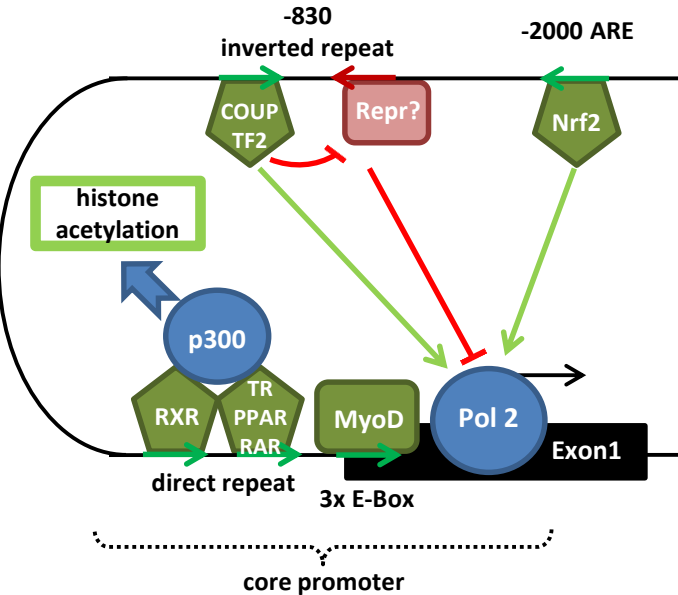 -830
inverted repeat
-2000 ARE
COUP
TF2
Repr?
Nrf2
histone
acetylation
p300
RXR
TR
PPAR
RAR
MyoD
Pol 2
Exon1
direct repeat
3x E-Box
core promoter